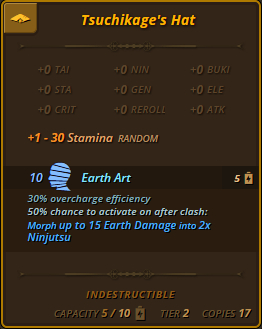 Tsuchikage's Hat
+0 TAI +0 NIN +0 BUKI
+0 STA +0 GEN +0 ELE
+0 CRIT +0 REROLL +0 ATK
+1 - 30 Stamina RANDOM
10 Earth Art 5
30% overcharge efficiency
50% chance to activate on after clash:
Morph up to 15 Earth Damage into 2x
Ninjutsu
INDESTRUCTIBLE
CAPACITY 5 / 10 TIER 2 COPIES 17